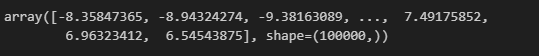 array([-8.35847365, -8.94324274, -9.38163089, ...,  7.49175852,
        6.96323412,  6.54543875], shape=(100000,))